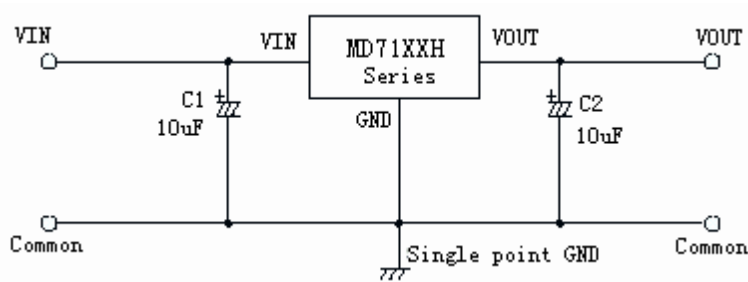 VIN
VIN
MD71XXH
Series
VOUT
VOUT
C1
+
10uF
GND
+
C2
10uF
Common
Single point GND
Common